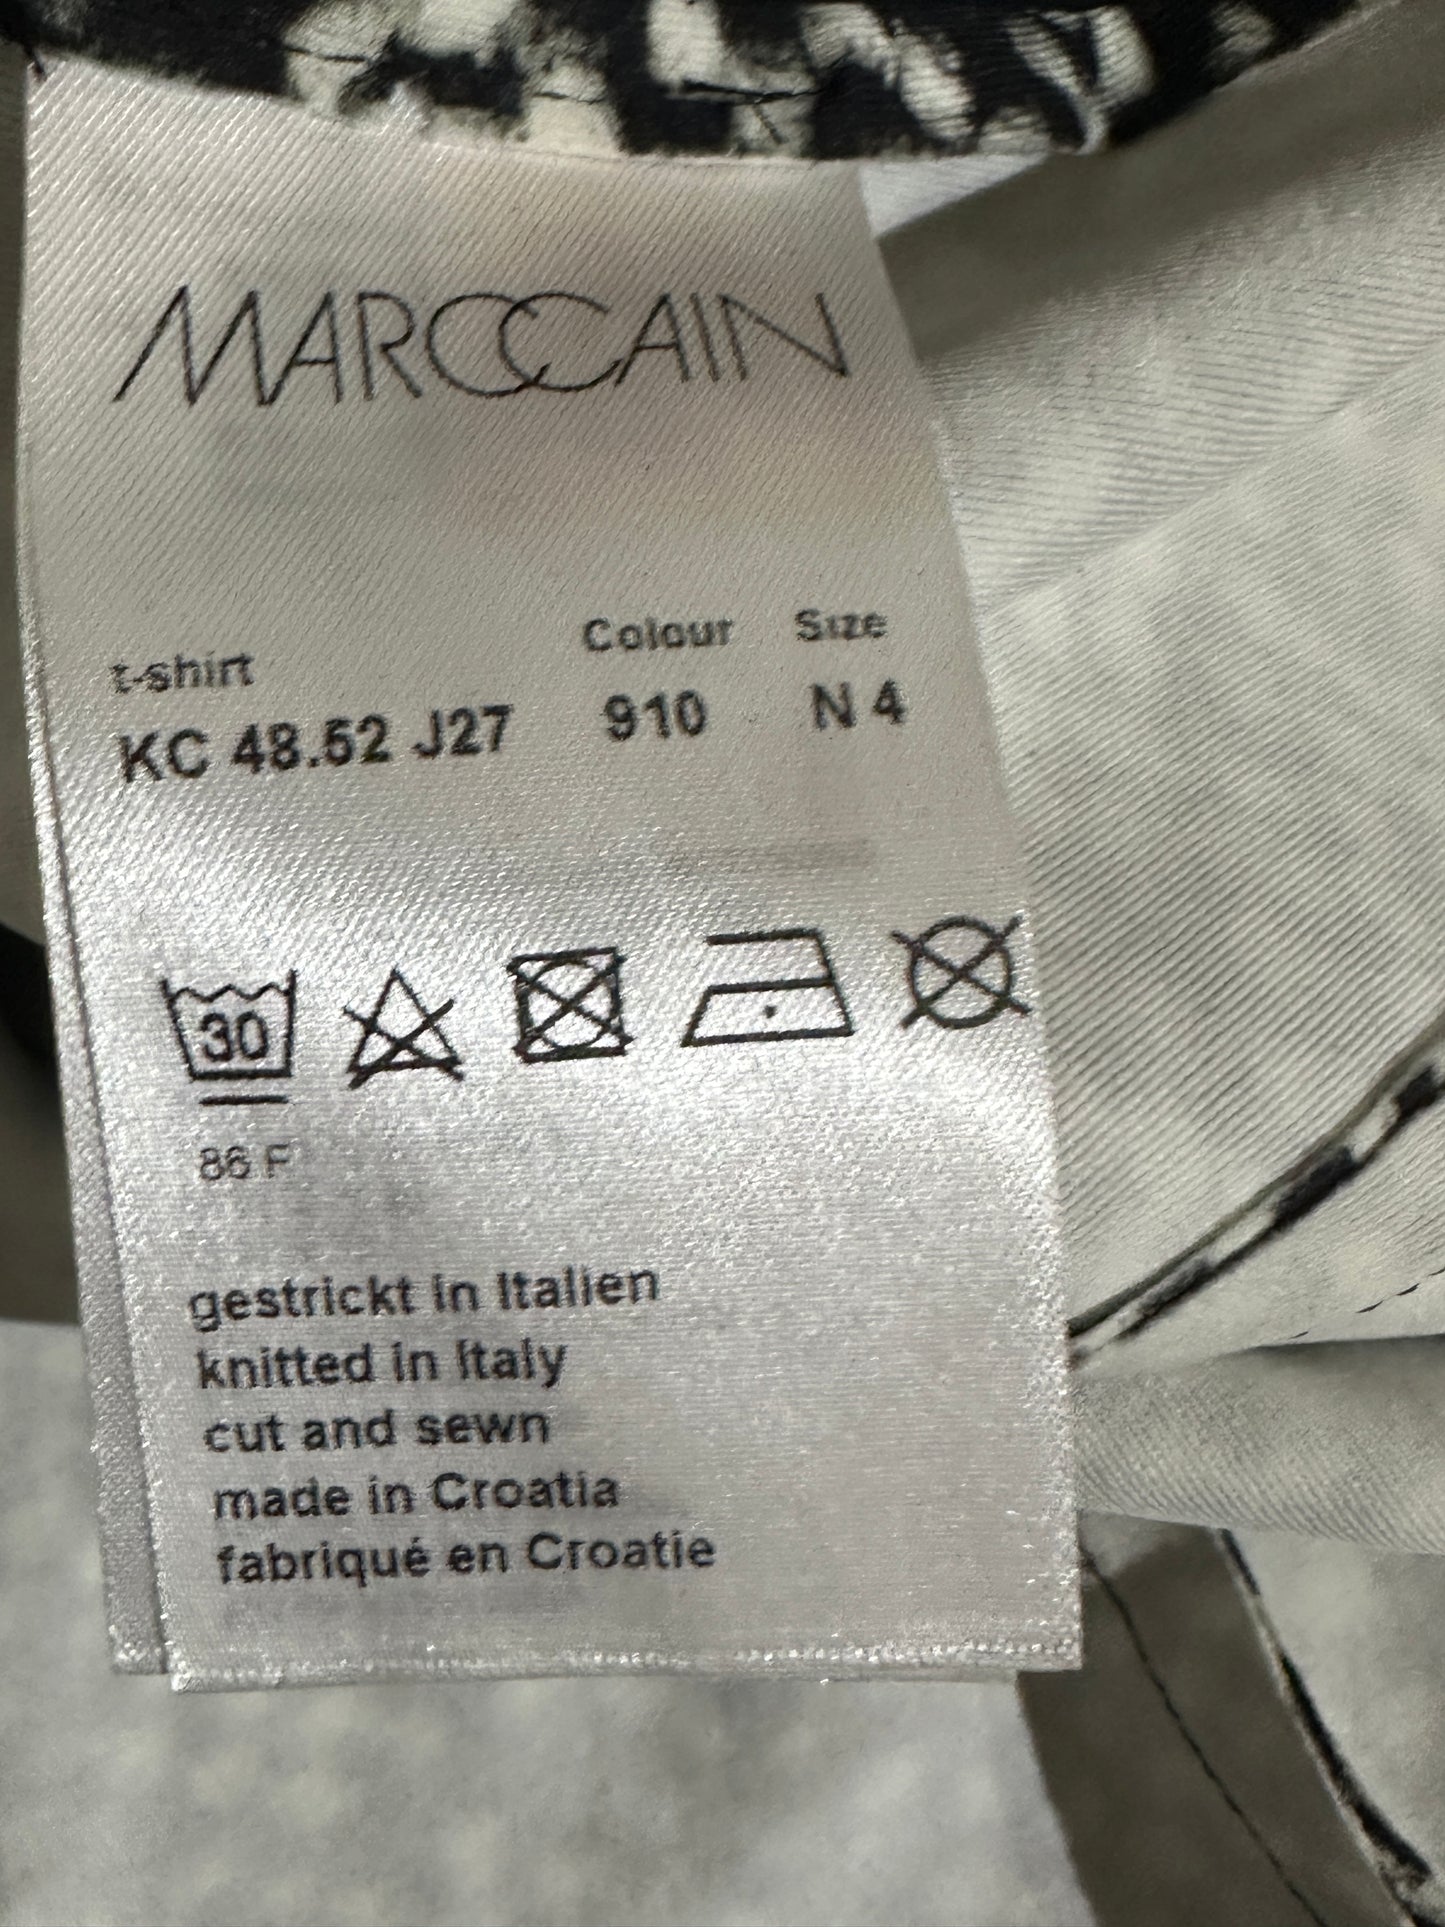 MARCCAIN
t-shirt Colour Size
KC 48.52 J27 910 N 4
30
86 F
gestrickt in Italien
knitted in Italy
cut and sewn
made in Croatia
fabriqué en Croatie